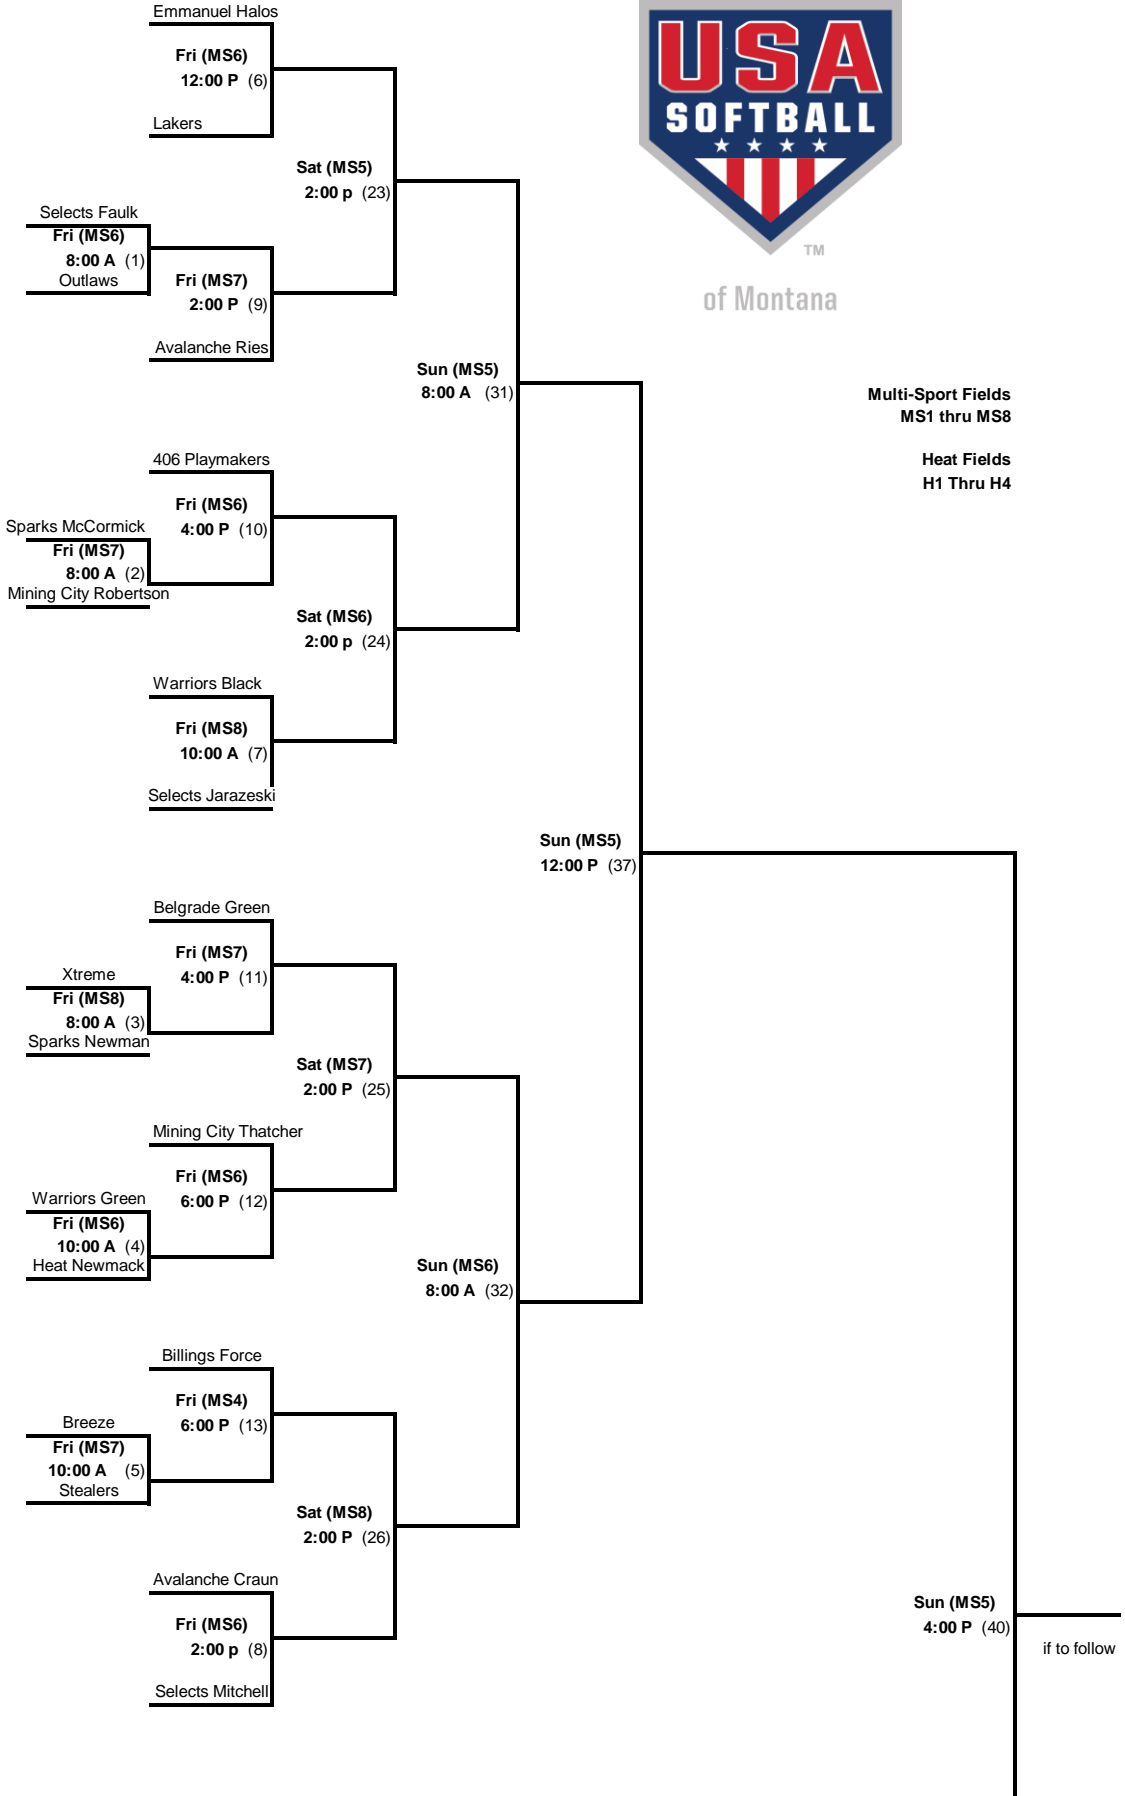 Emmanuel Halos
Fri (MS6)
12:00 P (6)
Lakers
USA
SOFTBALL
TM
of Montana
Sat (MS5)
2:00 p (23)
Selects Faulk
Fri (MS6)
8:00 A (1)
Outlaws
Fri (MS7)
2:00 P (9)
Avalanche Ries
Sun (MS5)
8:00 A (31)
Multi-Sport Fields
MS1 thru MS8
Heat Fields
H1 Thru H4
406 Playmakers
Fri (MS6)
4:00 P (10)
Sparks McCormick
Fri (MS7)
8:00 A (2)
Mining City Robertson
Sat (MS6)
2:00 p (24)
Warriors Black
Fri (MS8)
10:00 A (7)
Selects Jarazeski
Sun (MS5)
12:00 P (37)
Belgrade Green
Fri (MS7)
4:00 P (11)
Xtreme
Fri (MS8)
8:00 A (3)
Sparks Newman
Sat (MS7)
2:00 P (25)
Mining City Thatcher
Fri (MS6)
6:00 P (12)
Warriors Green
Fri (MS6)
10:00 A (4)
Heat Newmack
Sun (MS6)
8:00 A (32)
Billings Force
Fri (MS4)
6:00 P (13)
Breeze
Fri (MS7)
10:00 A (5)
Stealers
Sat (MS8)
2:00 P (26)
Avalanche Craun
Fri (MS6)
2:00 p (8)
Selects Mitchell
Sun (MS5)
4:00 P (40)
if to follow